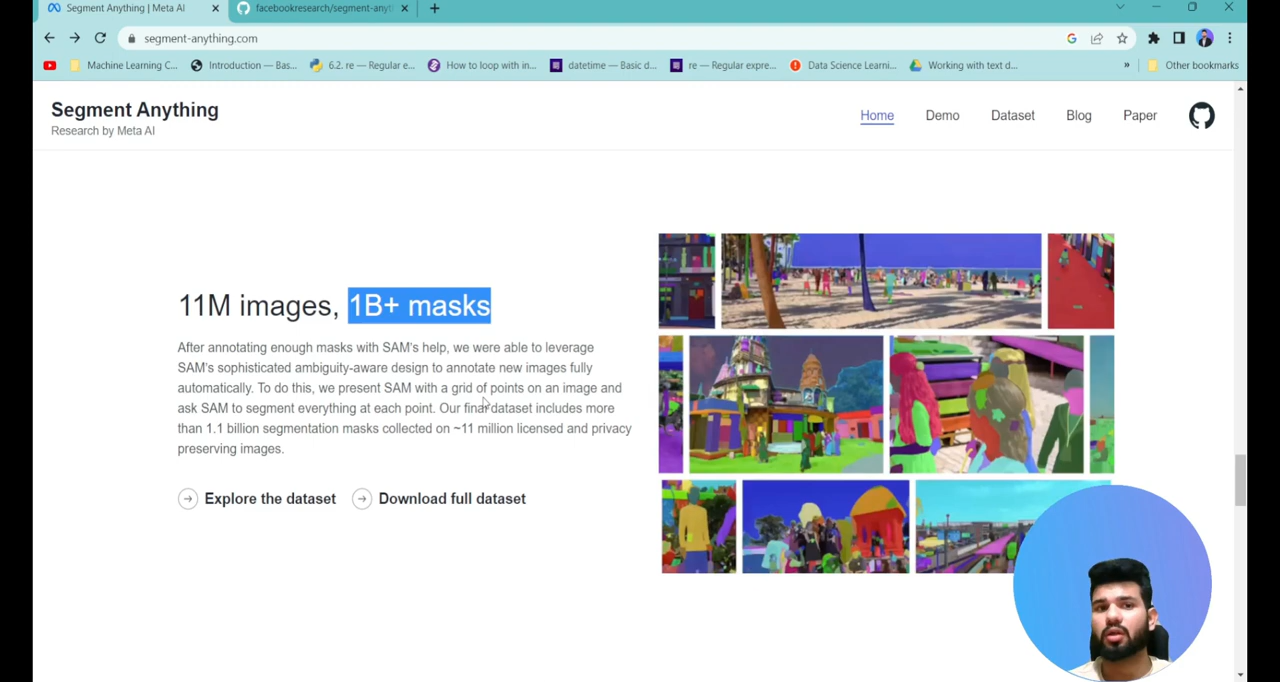 Segment Anything | Meta AI
facebookresearch/segment-anyt
segment-anything.com
Machine Learning C...
Introduction — Bas...
6.2. re — Regular e...
How to loop with in...
datetime — Basic d...
re — Regular expre...
Data Science Learni...
Working with text d...
»
Other bookmarks
Segment Anything
Research by Meta AI
Home
Demo
Dataset
Blog
Paper
11M images, 1B+ masks
After annotating enough masks with SAM's help, we were able to leverage
SAM's sophisticated ambiguity-aware design to annotate new images fully
automatically. To do this, we present SAM with a grid of points on an image and
ask SAM to segment everything at each point. Our final dataset includes more
than 1.1 billion segmentation masks collected on ~11 million licensed and privacy
preserving images.
Explore the dataset
Download full dataset